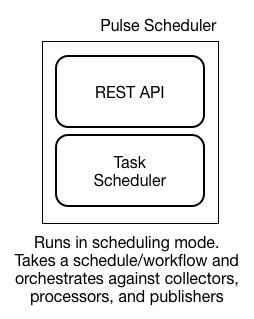 Pulse Scheduler
REST API
Task
Scheduler
Runs in scheduling mode.
Takes a schedule/workflow and
orchestrates against collectors,
processors, and publishers